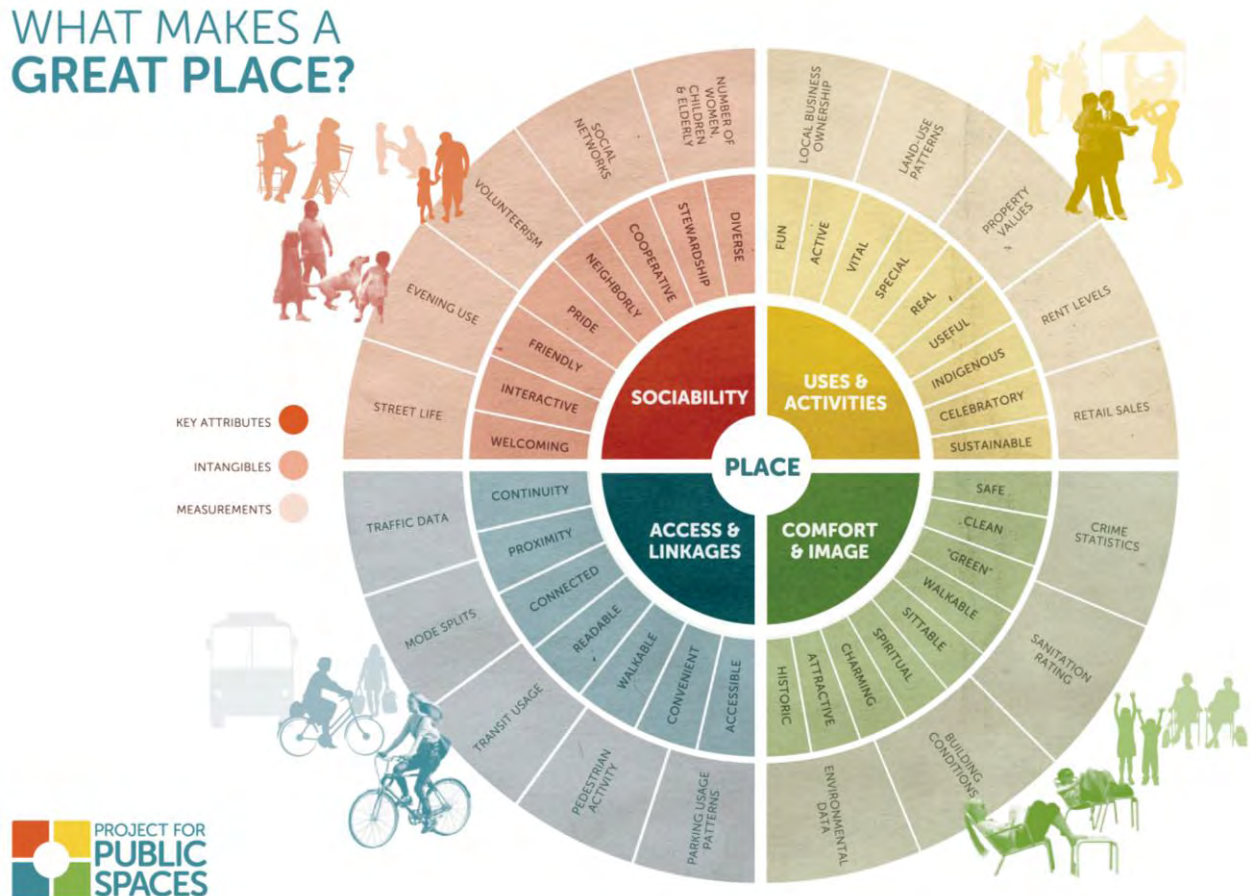 WHAT MAKES A
GREAT PLACE?
NUMBER OF
WOMEN,
CHILDREN
& ELDERLY
SOCIAL
NETWORKS
VOLUNTEERISM
EVENING USE
STREET LIFE
LOCAL BUSINESS
OWNERSHIP
LAND-USE
PATTERNS
PROPERTY
VALUES
RENT LEVELS
RETAIL SALES
DIVERSE
STEWARDSHIP
COOPERATIVE
NEIGHBORLY
PRIDE
FRIENDLY
INTERACTIVE
WELCOMING
FUN
ACTIVE
VITAL
SPECIAL
REAL
USEFUL
INDIGENOUS
CELEBRATORY
SUSTAINABLE
SOCIABILITY
USES &
ACTIVITIES
PLACE
ACCESS &
LINKAGES
COMFORT
& IMAGE
KEY ATTRIBUTES
INTANGIBLES
MEASUREMENTS
CONTINUITY
PROXIMITY
CONNECTED
READABLE
WALKABLE
CONVENIENT
ACCESSIBLE
SAFE
CLEAN
"GREEN"
WALKABLE
SITTABLE
SPIRITUAL
CHARMING
ATTRACTIVE
HISTORIC
TRAFFIC DATA
MODE SPLITS
TRANSIT USAGE
PEDESTRIAN
ACTIVITY
PARKING USAGE
PATTERNS
CRIME
STATISTICS
SANITATION
RATING
BUILDING
CONDITIONS
ENVIRONMENTAL
DATA
PROJECT FOR
PUBLIC
SPACES